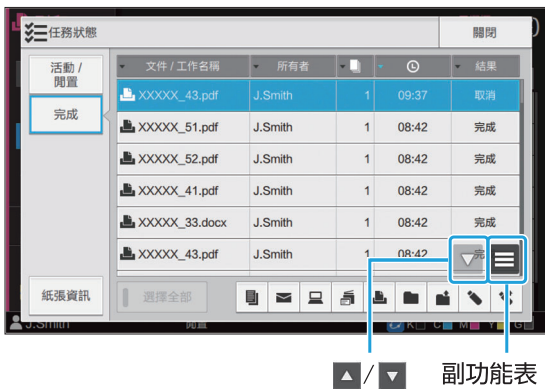 任務狀態
關閉
活動 /
閒置
完成
文件 / 工作名稱 所有者 結果
XXXXX_43.pdf J.Smith 1 09:37 取消
XXXXX_51.pdf J.Smith 1 08:42 完成
XXXXX_52.pdf J.Smith 1 08:42 完成
XXXXX_41.pdf J.Smith 1 08:42 完成
XXXXX_33.docx J.Smith 1 08:42 完成
XXXXX_43.pdf J.Smith 1 08:42 完
紙張資訊
選擇全部
J.Smith 閒置 K C M Y G
/ 副功能表